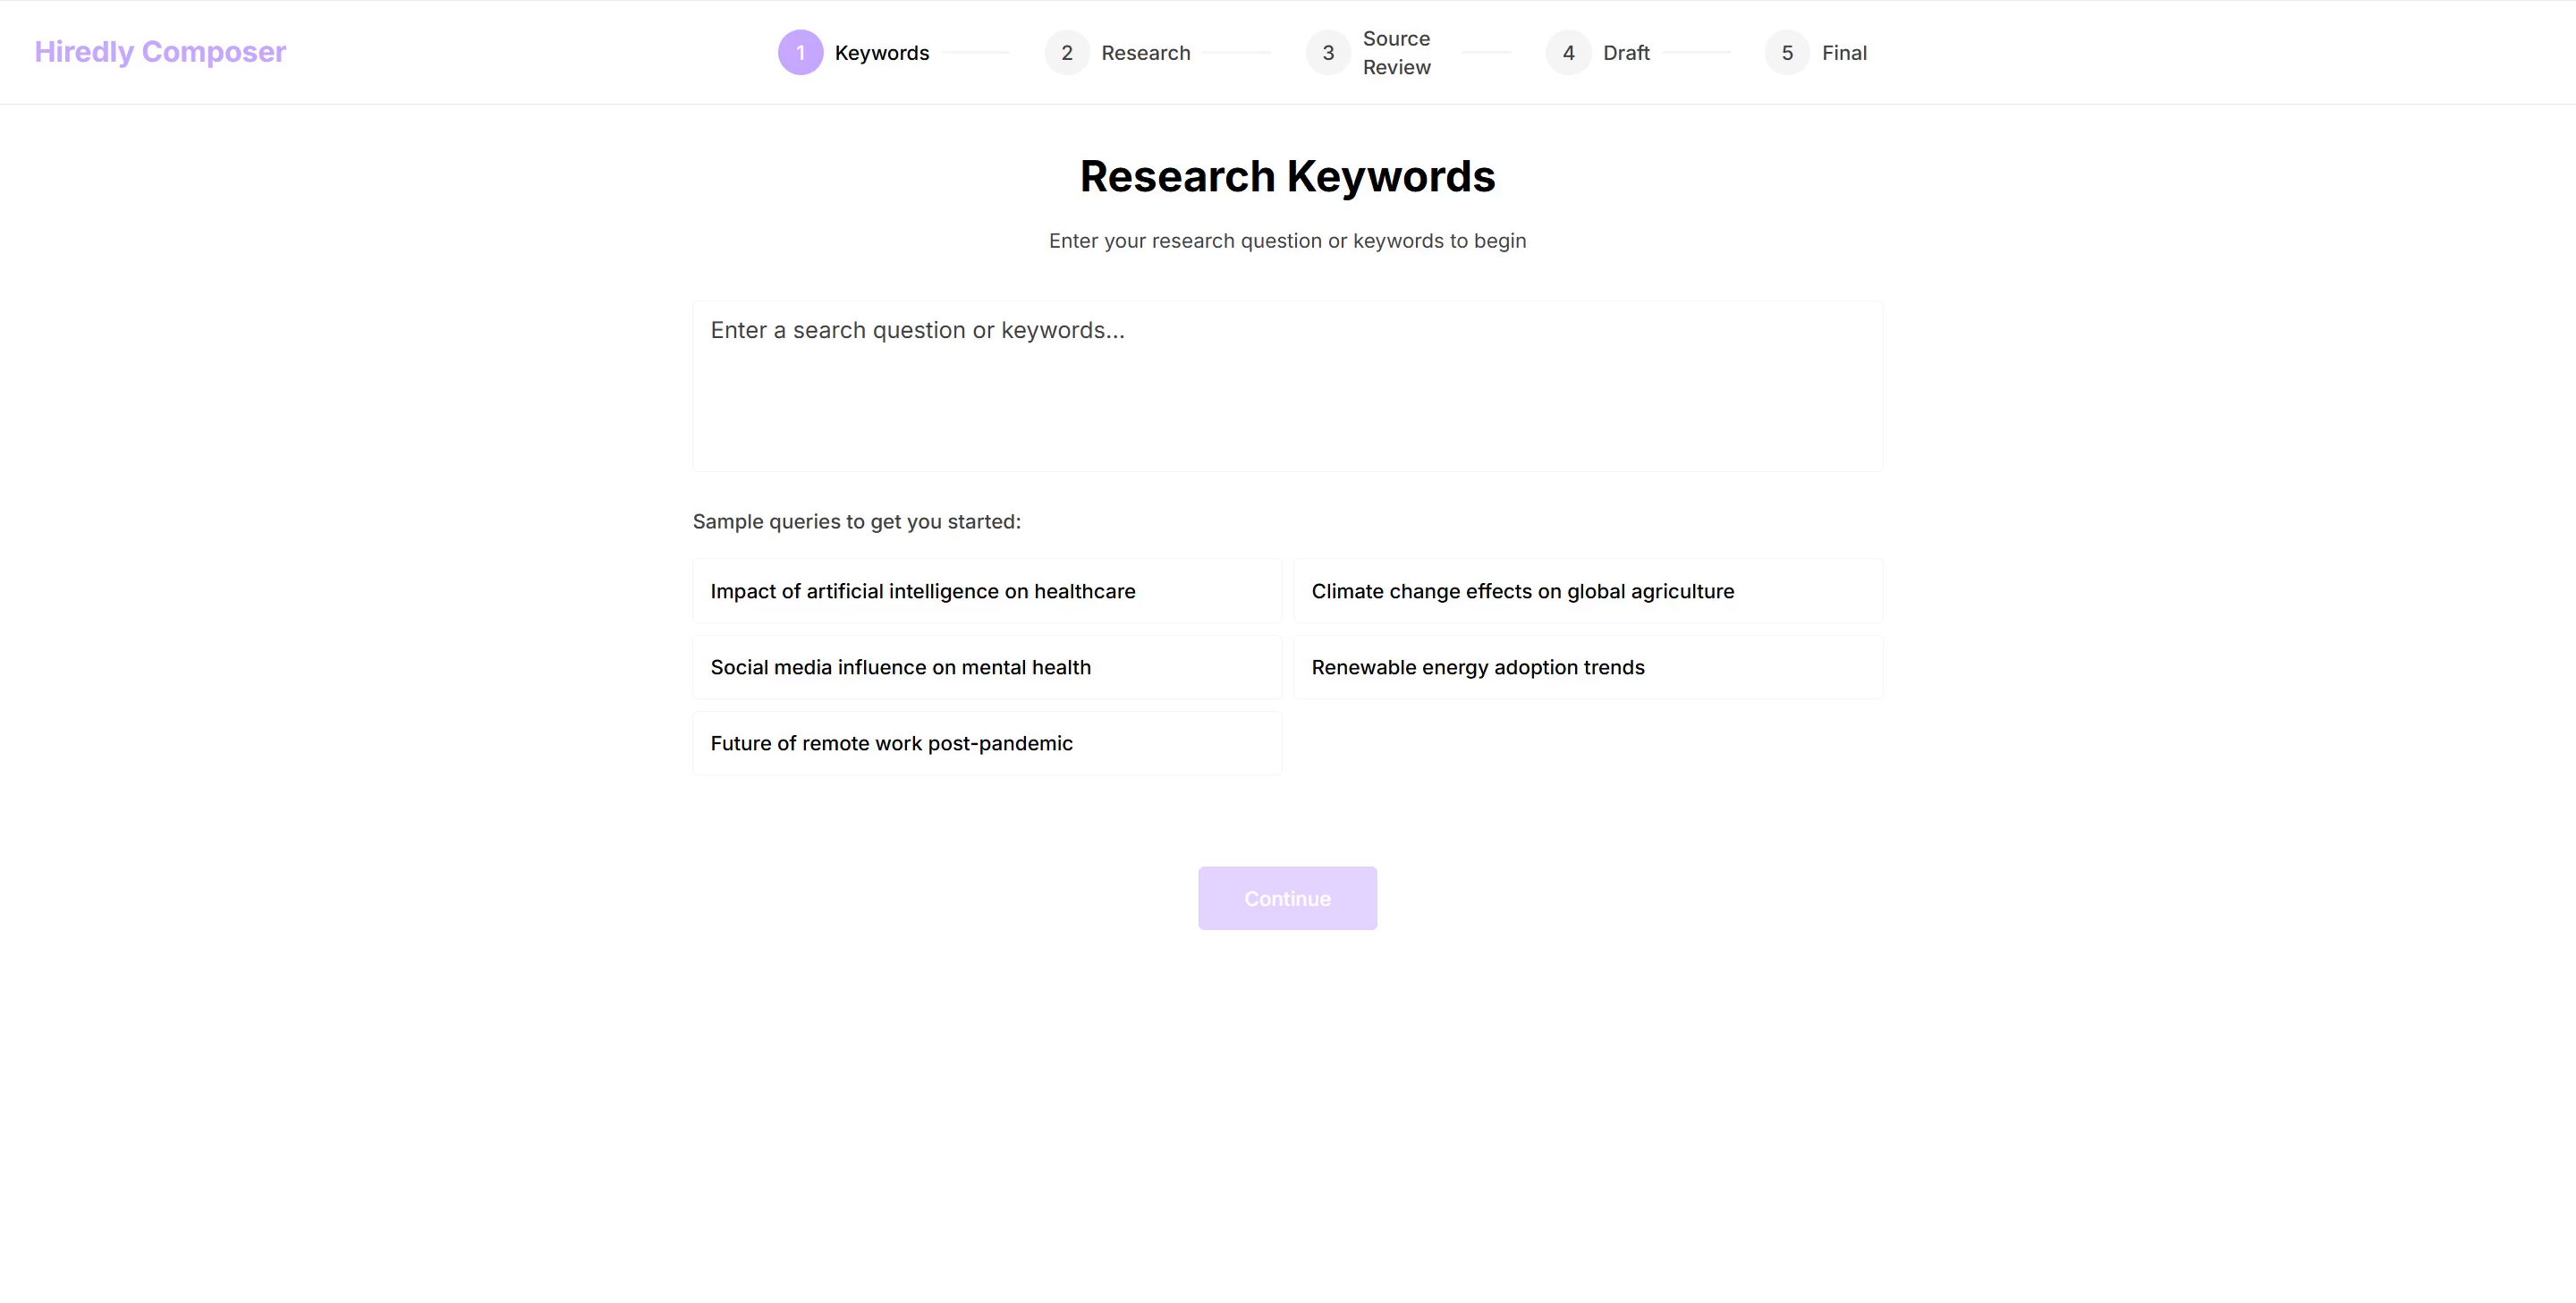 Hiredly Composer
1 Keywords
2 Research
3 Source
Review
4 Draft
5 Final
Research Keywords
Enter your research question or keywords to begin
Enter a search question or keywords...
Sample queries to get you started:
Impact of artificial intelligence on healthcare
Climate change effects on global agriculture
Social media influence on mental health
Renewable energy adoption trends
Future of remote work post-pandemic
Continue